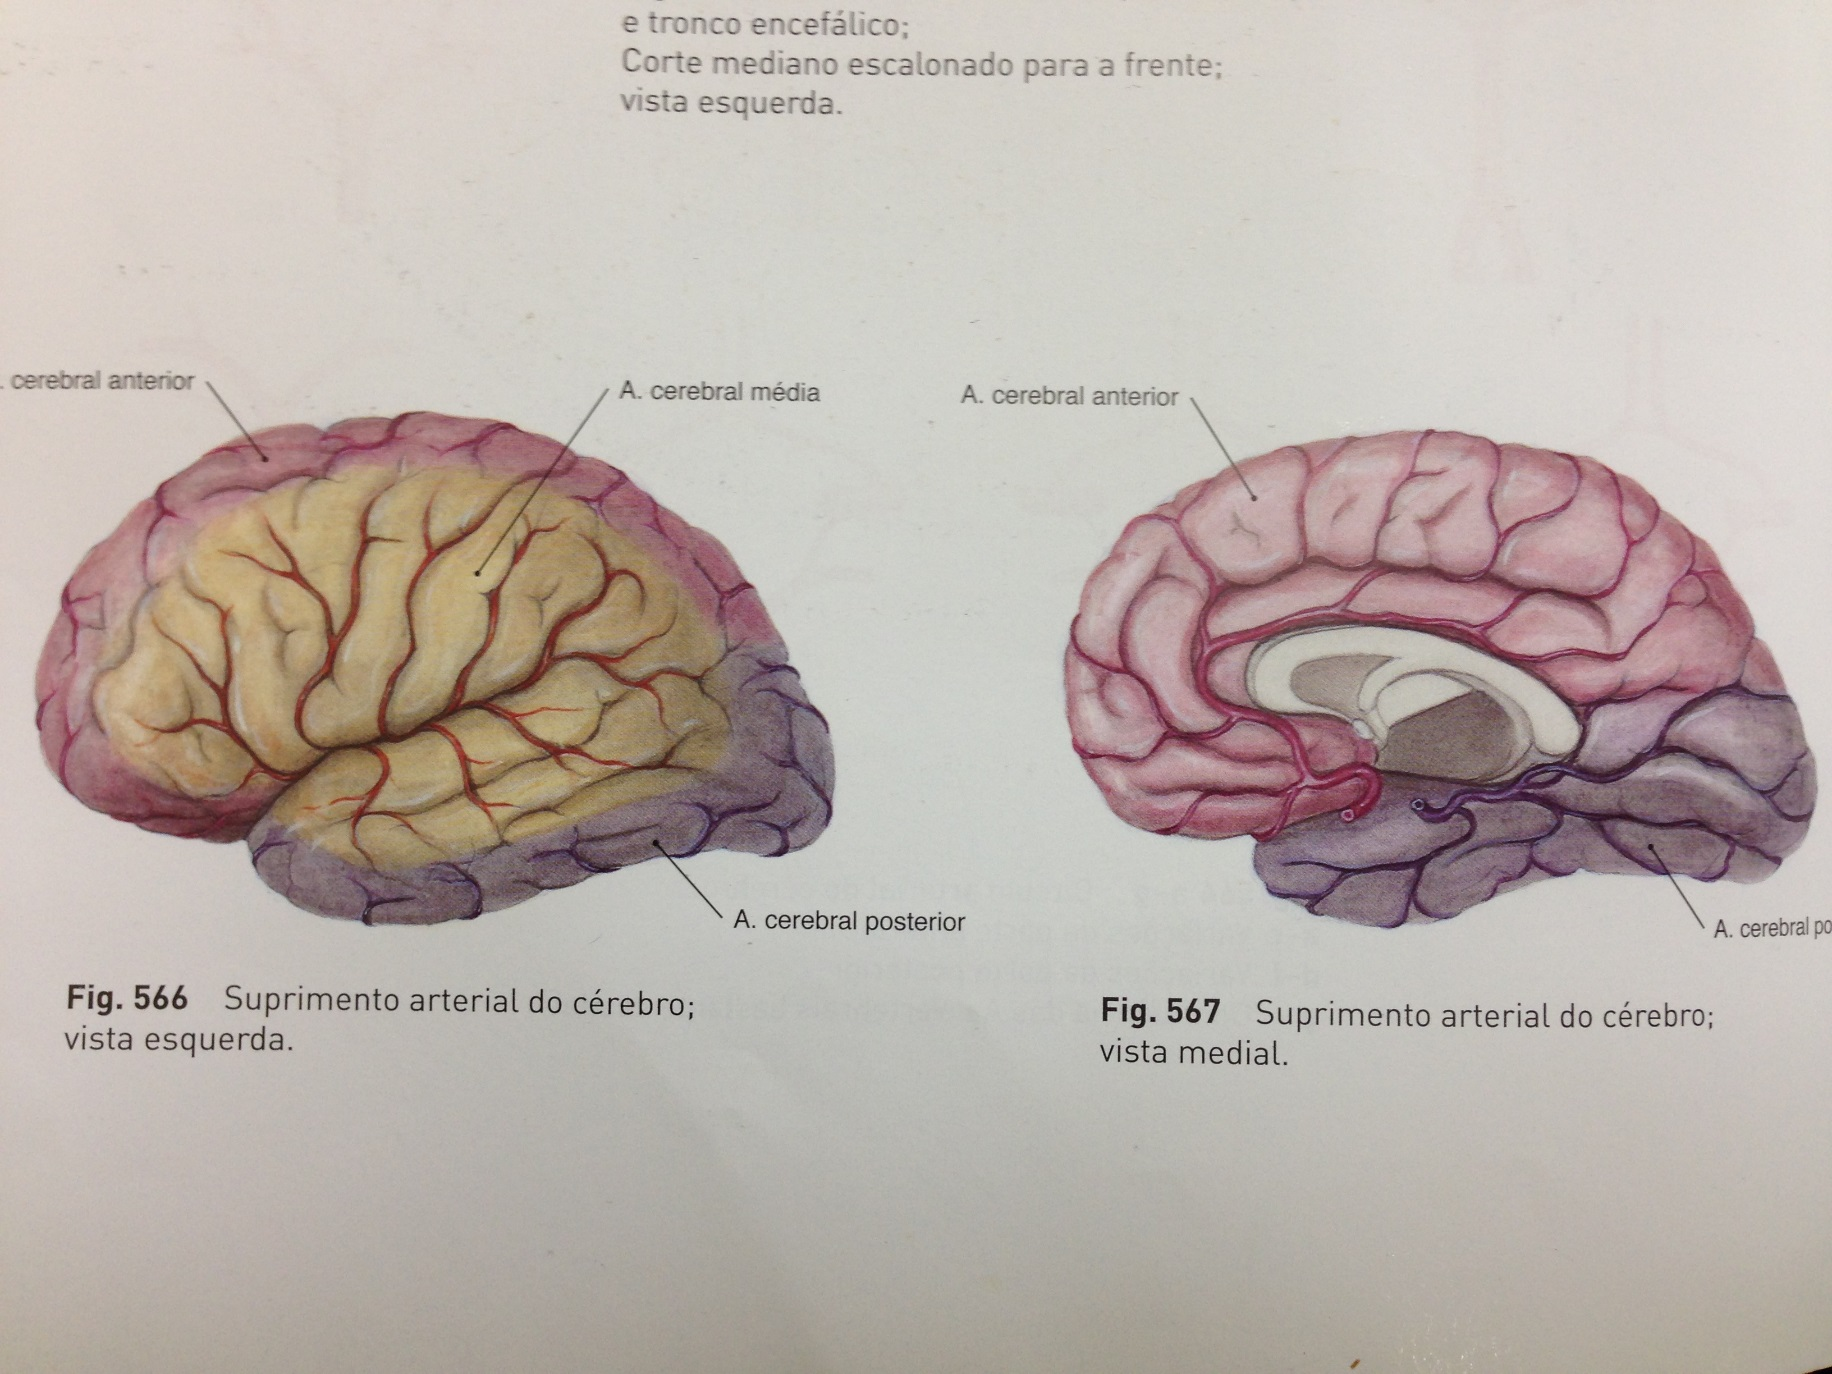 e tronco encefálico;
Corte mediano escalonado para a frente;
vista esquerda.
. cerebral anterior
A. cerebral média
A. cerebral anterior
A. cerebral posterior
A. cerebral po
Fig. 566 Suprimento arterial do cérebro;
vista esquerda.
Fig. 567 Suprimento arterial do cérebro;
vista medial.